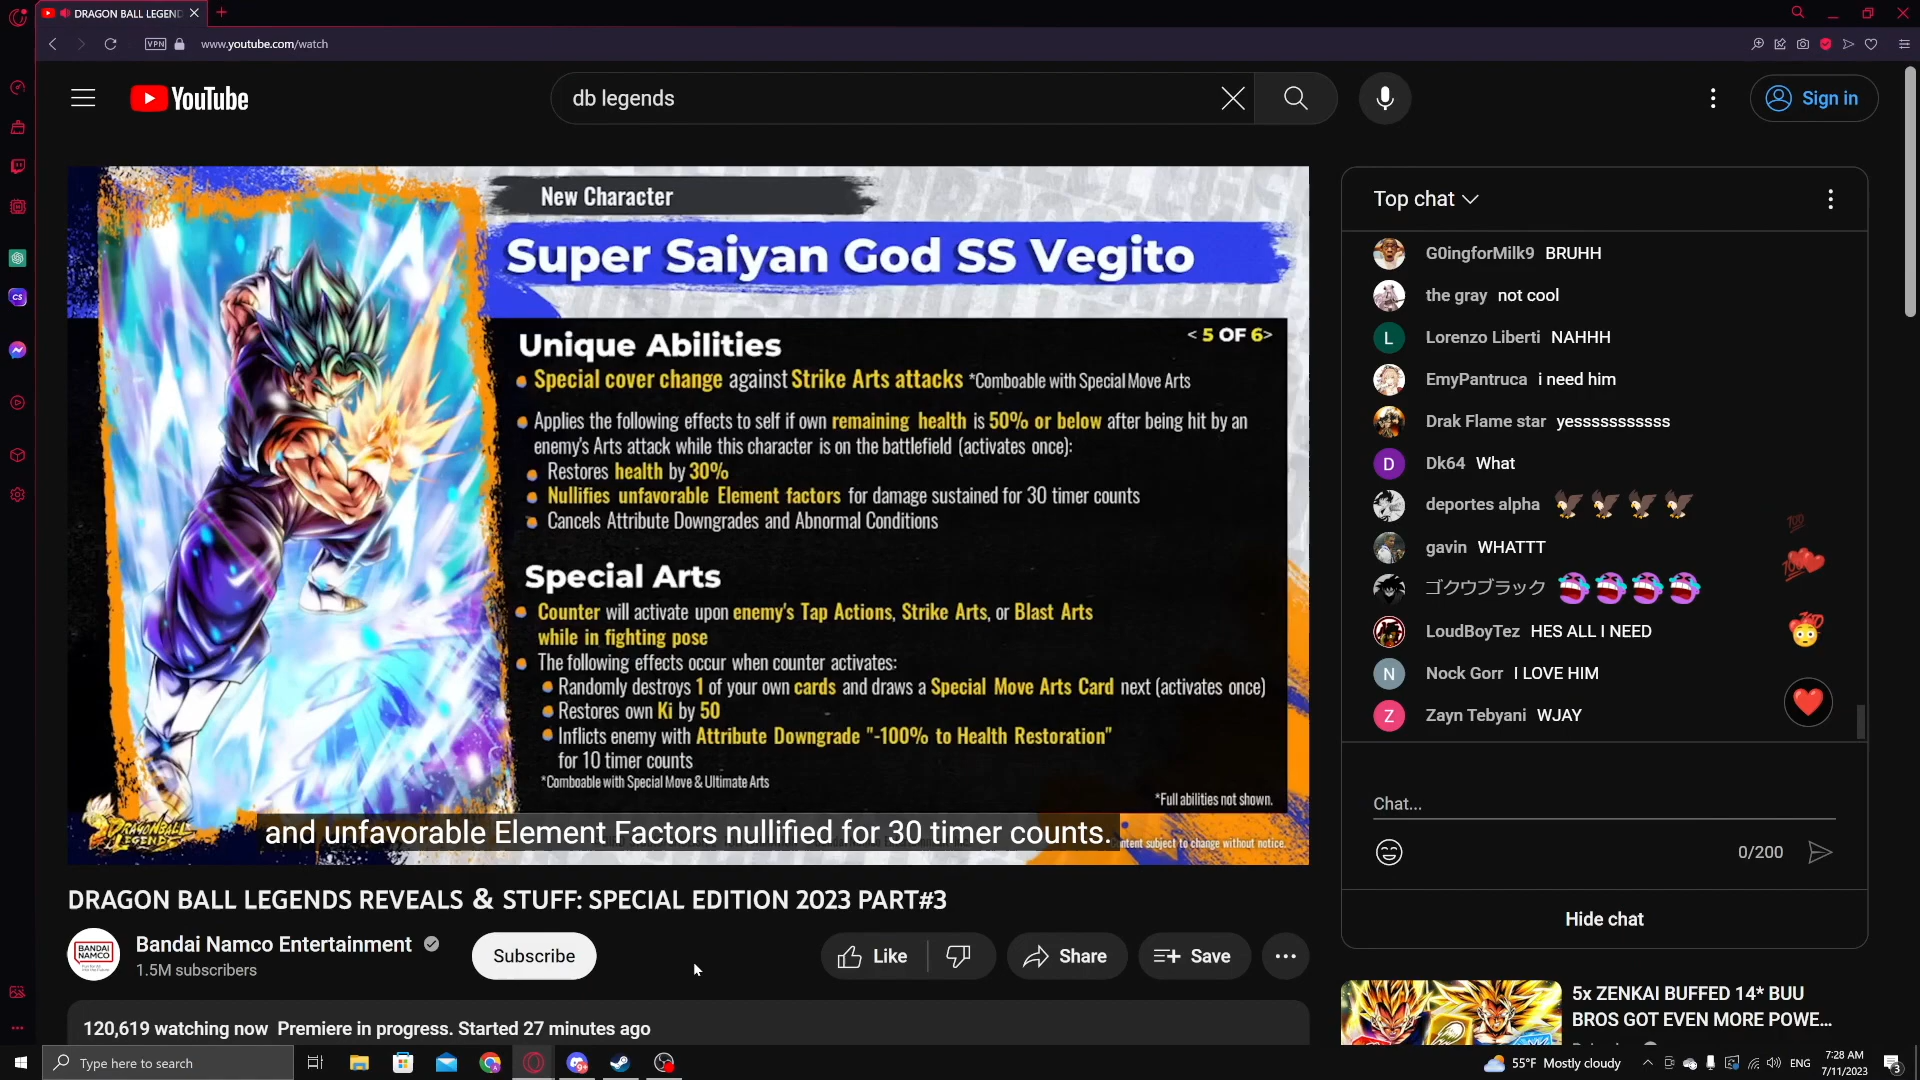 DRAGON BALL LEGEND
VPN
www.youtube.com/watch
YouTube
db legends
Sign in
New Character
Super Saiyan God SS Vegito
Unique Abilities
< 5 OF 6>
Special cover change against Strike Arts attacks *Comboable with Special Move Arts
Applies the following effects to self if own remaining health is 50% or below after being hit by an
enemy's Arts attack while this character is on the battlefield (activates once):
Restores health by 30%
Nullifies unfavorable Element factors for damage sustained for 30 timer counts
Cancels Attribute Downgrades and Abnormal Conditions
Special Arts
Counter will activate upon enemy's Tap Actions, Strike Arts, or Blast Arts
while in fighting pose
The following effects occur when counter activates:
Randomly destroys 1 of your own cards and draws a Special Move Arts Card next (activates once)
Restores own Ki by 50
Inflicts enemy with Attribute Downgrade "-100% to Health Restoration"
for 10 timer counts
*Comboable with Special Move & Ultimate Arts
*Full abilities not shown.
DRAGONBALL
LEGENDS
and unfavorable Element Factors nullified for 30 timer counts.
ntent subject to change without notice.
DRAGON BALL LEGENDS REVEALS & STUFF: SPECIAL EDITION 2023 PART#3
BANDAI
NAMCO
Bandai Namco Entertainment
1.5M subscribers
Subscribe
Like
Share
Save
120,619 watching now Premiere in progress. Started 27 minutes ago
Top chat
G0ingforMilk9 BRUHH
the gray not cool
L Lorenzo Liberti NAHHH
EmyPantruca i need him
Drak Flame star yesssssssssss
D Dk64 What
deportes alpha 🦅 🦅 🦅 🦅
gavin WHATTT
ゴクウブラック
LoudBoyTez HES ALL I NEED
N Nock Gorr I LOVE HIM
Z Zayn Tebyani WJAY
Chat...
0/200
Hide chat
5x ZENKAI BUFFED 14* BUU
BROS GOT EVEN MORE POWE...
CS
Type here to search
55°F Mostly cloudy
ENG
7:28 AM
7/11/2023
3